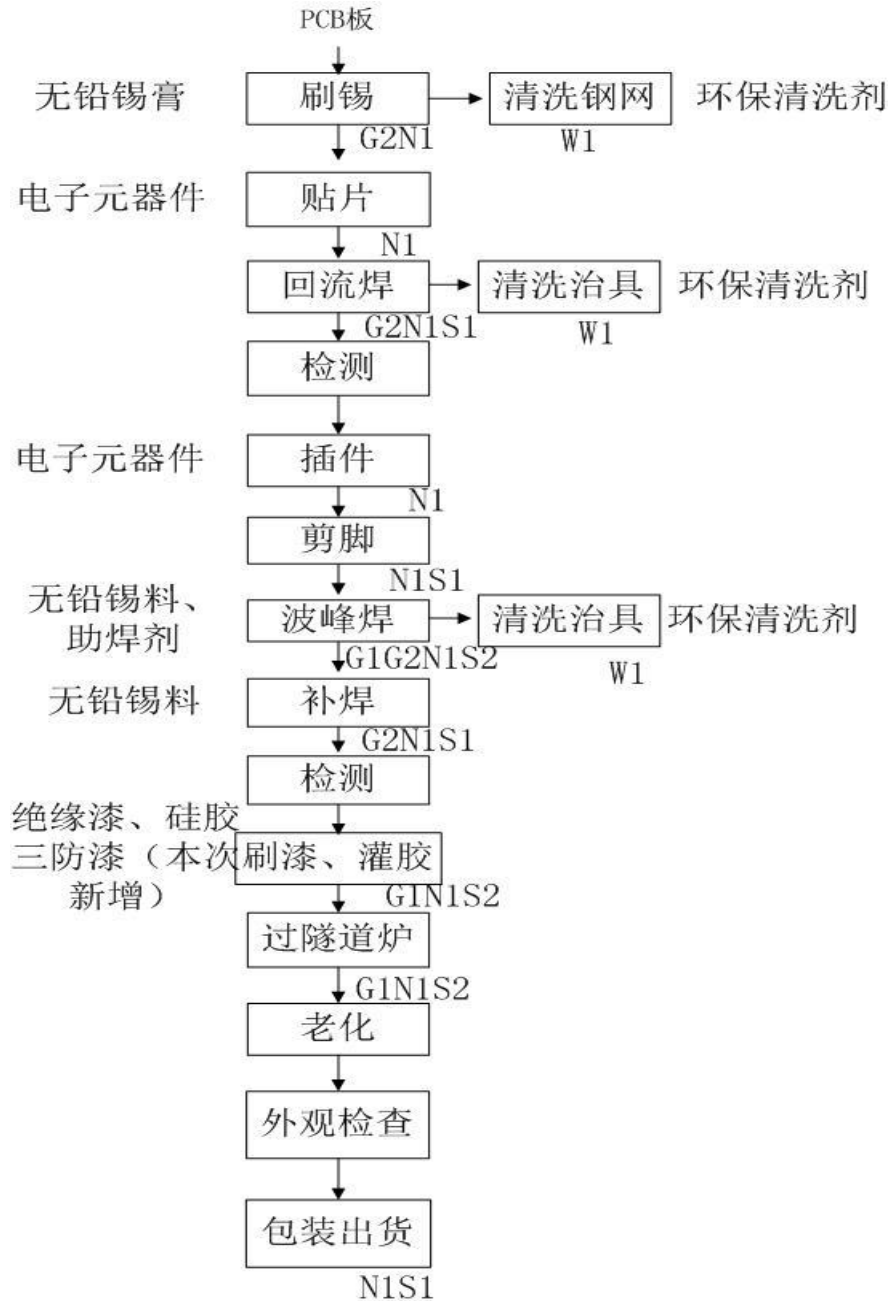 PCB板
无铅锡膏 刷锡 清洗钢网 环保清洗剂
G2N1 W1
电子元器件 贴片
N1
回流焊 清洗治具 环保清洗剂
G2N1S1 W1
检测
电子元器件 插件
N1
剪脚
N1S1
无铅锡料、
助焊剂
波峰焊 清洗治具 环保清洗剂
G1G2N1S2 W1
无铅锡料 补焊
G2N1S1
检测
绝缘漆、硅胶
三防漆（本次刷漆、灌胶
新增）
G1N1S2
过隧道炉
G1N1S2
老化
外观检查
包装出货
N1S1